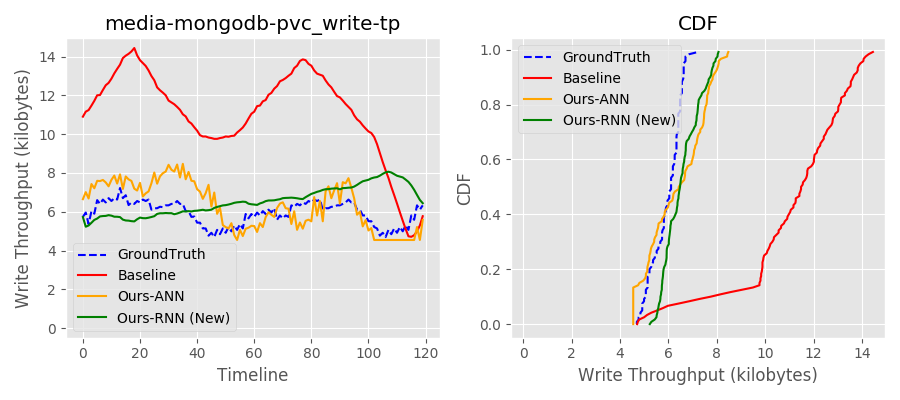 media-mongodb-pvc_write-tp
Write Throughput (kilobytes)
14
12
10
8
6
4
2
0
GroundTruth
Baseline
Ours-ANN
Ours-RNN (New)
0 20 40 60 80 100 120
Timeline
CDF
CDF
1.0
0.8
0.6
0.4
0.2
0.0
GroundTruth
Baseline
Ours-ANN
Ours-RNN (New)
0 2 4 6 8 10 12 14
Write Throughput (kilobytes)